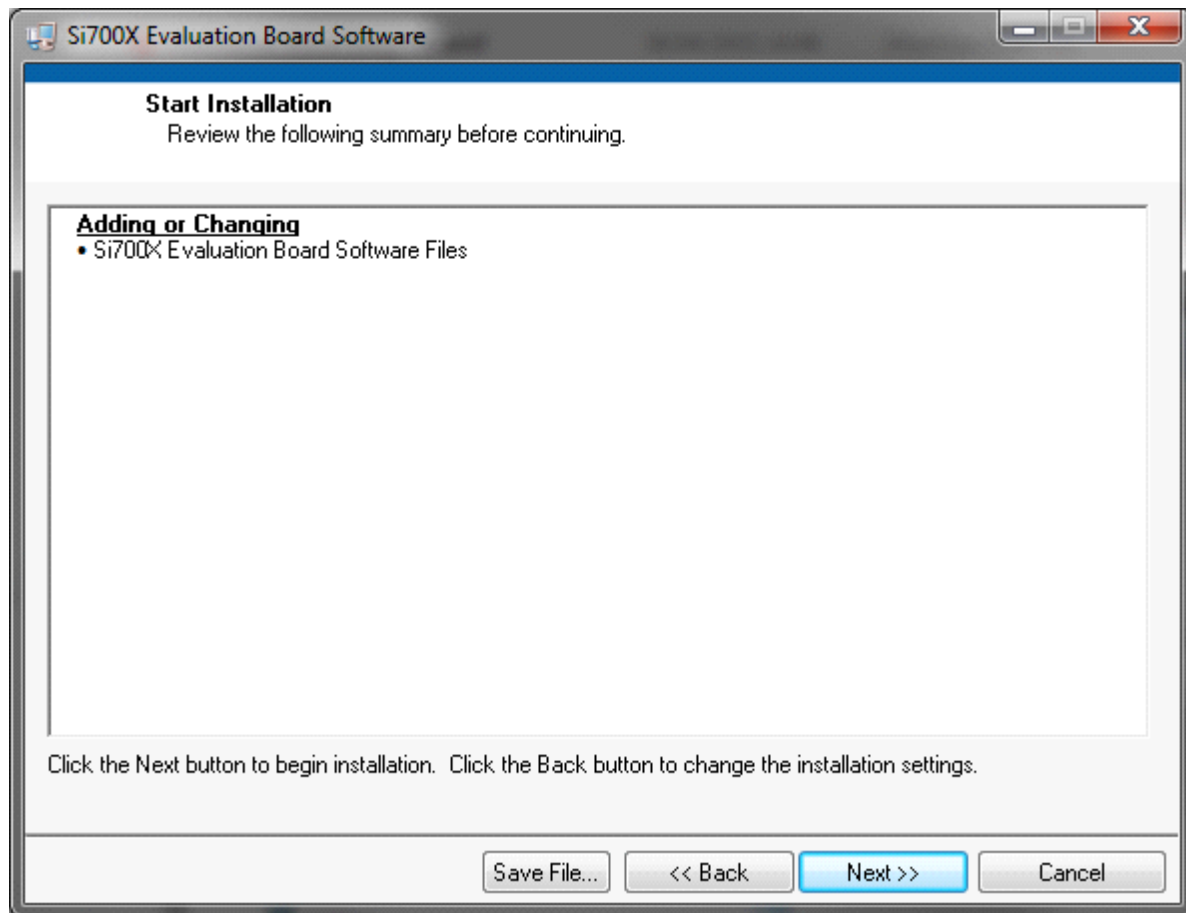 Si700X Evaluation Board Software
Start Installation
Review the following summary before continuing.
Adding or Changing
• Si700X Evaluation Board Software Files
Click the Next button to begin installation.  Click the Back button to change the installation settings.
Save File... << Back Next >> Cancel